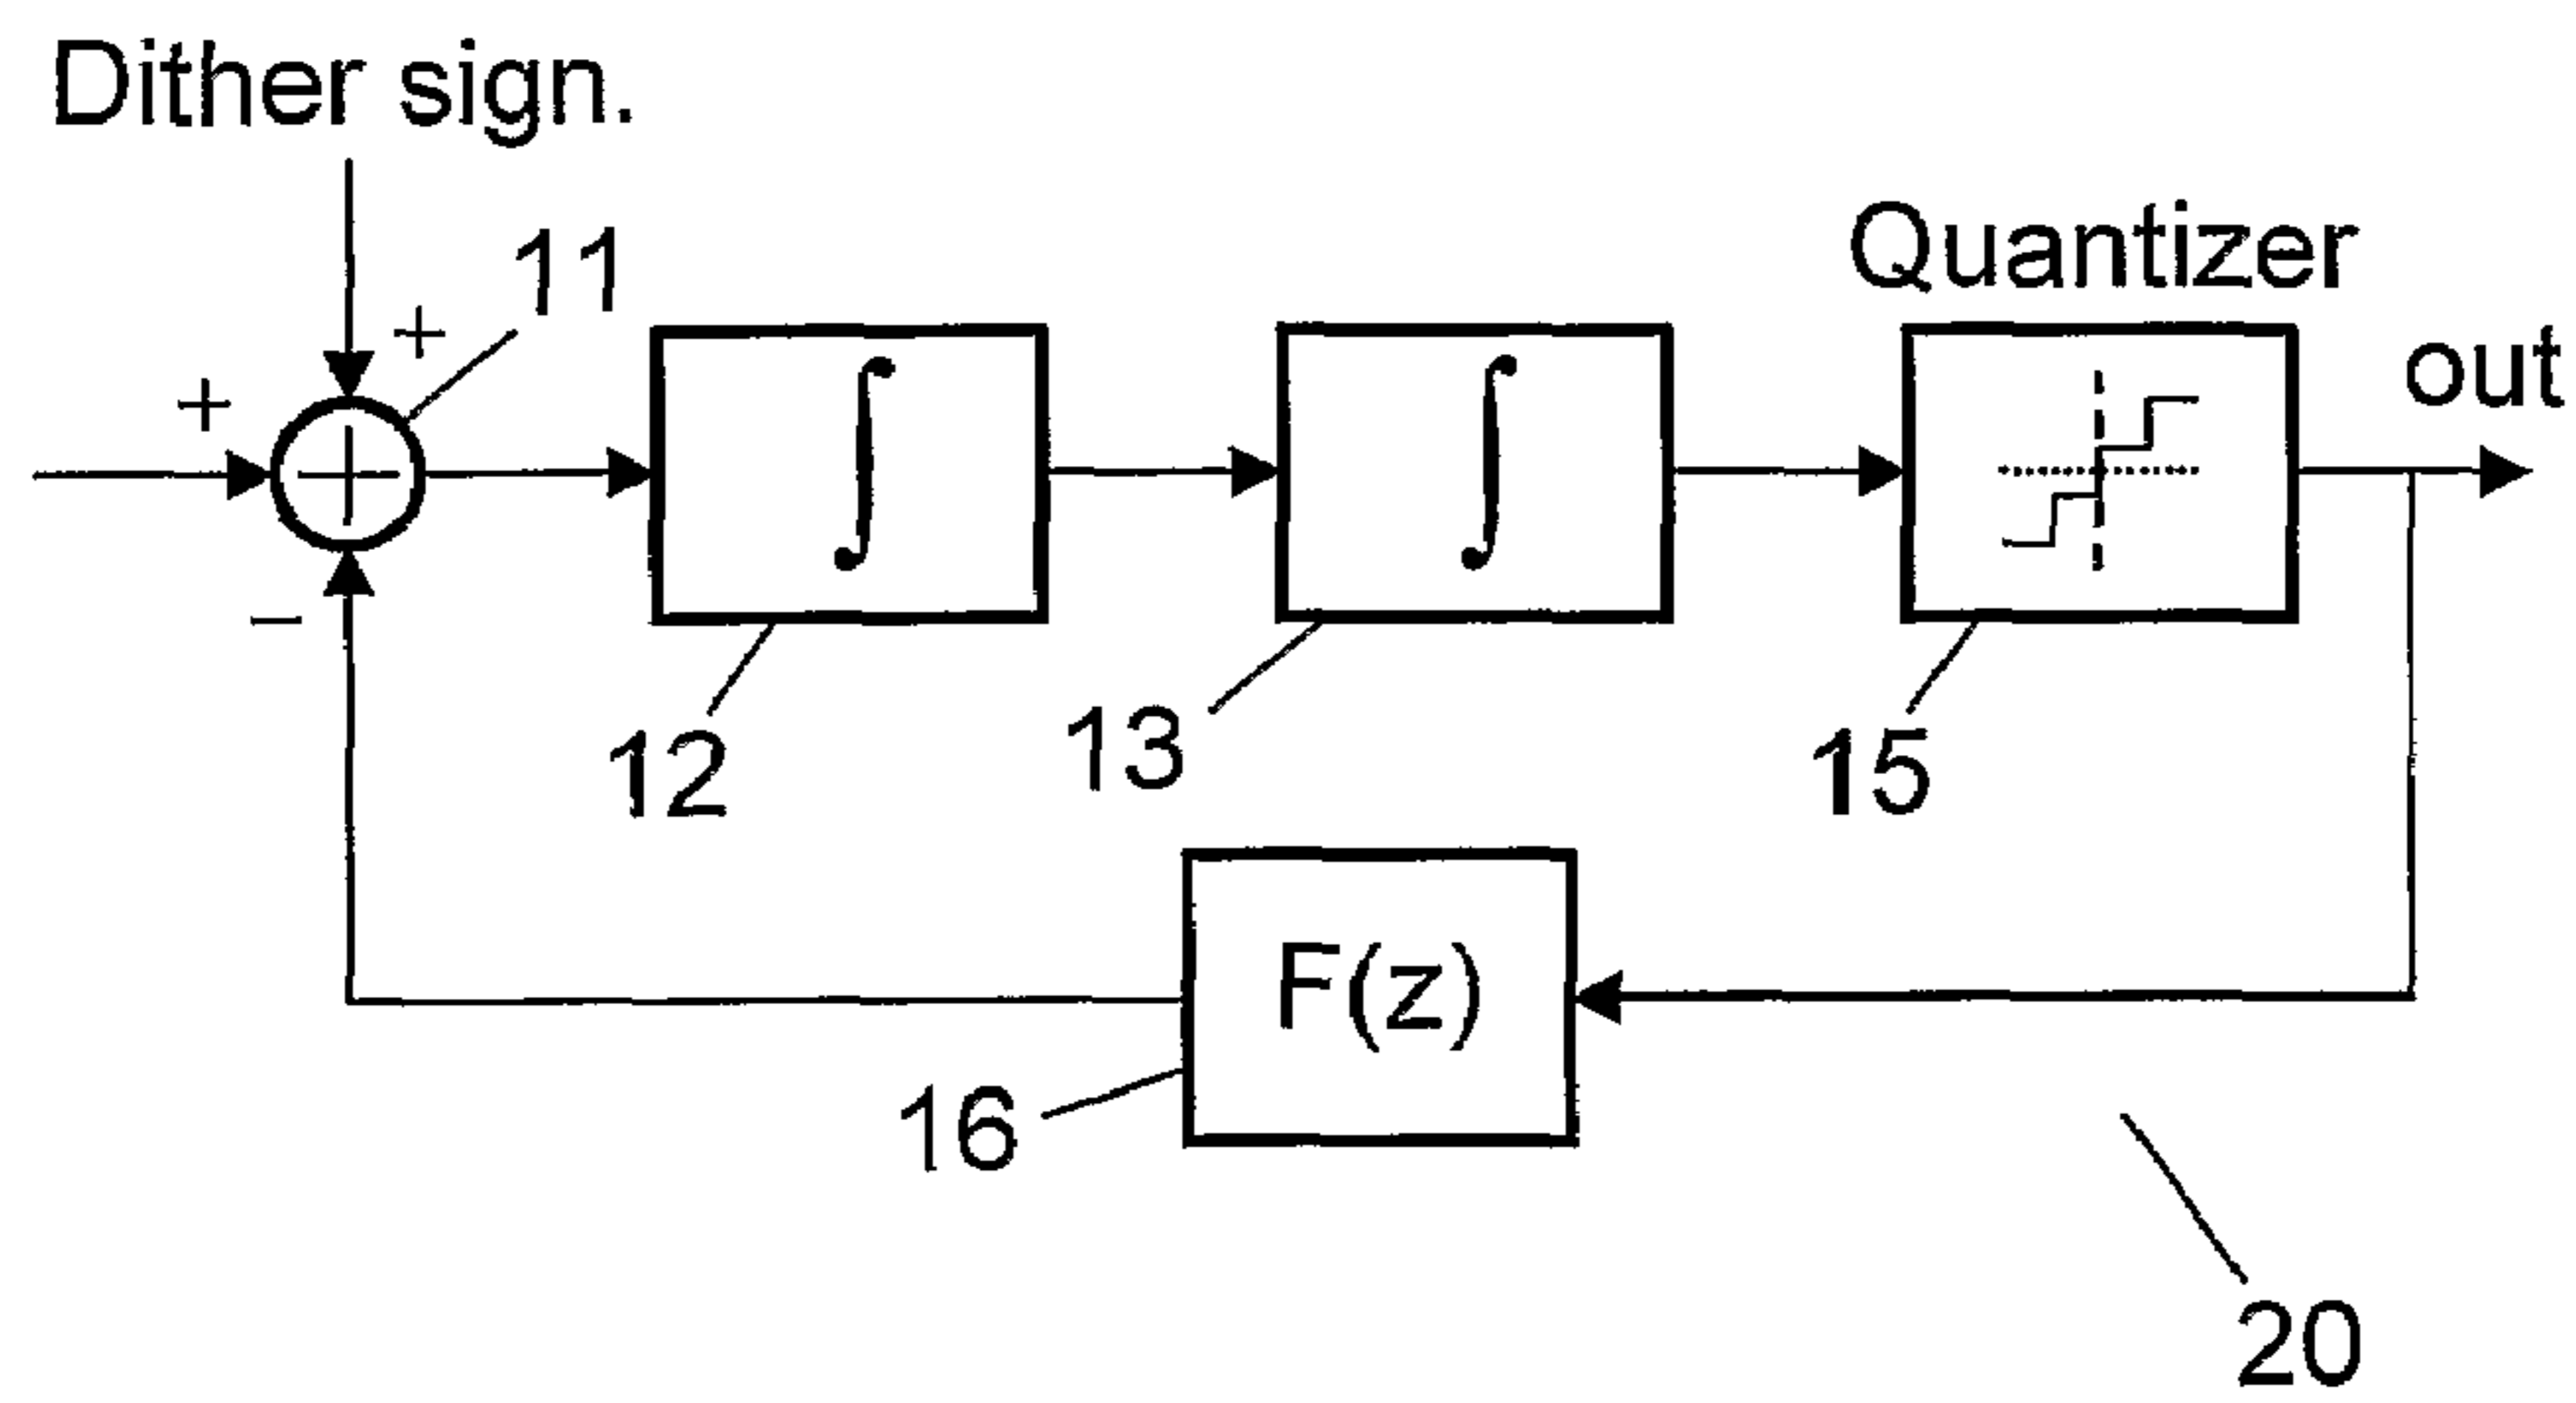 Dither sign.
11
+
+
Quantizer
out
∫
∫
−
12
13
15
F(z)
16
20